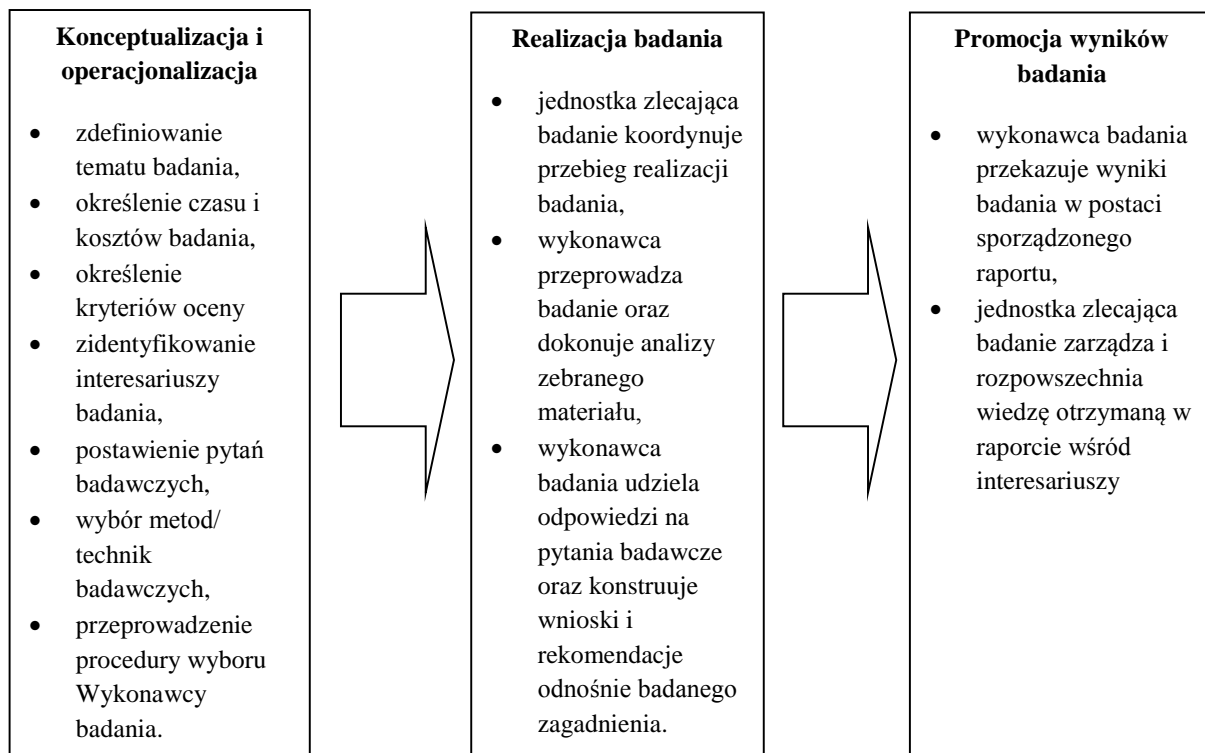 Konceptualizacja i
operacjonalizacja
• zdefiniowanie
tematu badania,
• określenie czasu i
kosztów badania,
• określenie
kryteriów oceny
• zidentyfikowanie
interesariuszy
badania,
• postawienie pytań
badawczych,
• wybór metod/
technik
badawczych,
• przeprowadzenie
procedury wyboru
Wykonawcy
badania.
Realizacja badania
• jednostka zlecająca
badanie koordynuje
przebieg realizacji
badania,
• wykonawca
przeprowadza
badanie oraz
dokonuje analizy
zebranego
materiału,
• wykonawca
badania udziela
odpowiedzi na
pytania badawcze
oraz konstruuje
wnioski i
rekomendacje
odnośnie badanego
zagadnienia.
Promocja wyników
badania
• wykonawca badania
przekazuje wyniki
badania w postaci
sporządzonego
raportu,
• jednostka zlecająca
badanie zarządza i
rozpowszechnia
wiedzę otrzymaną w
raporcie wśród
interesariuszy